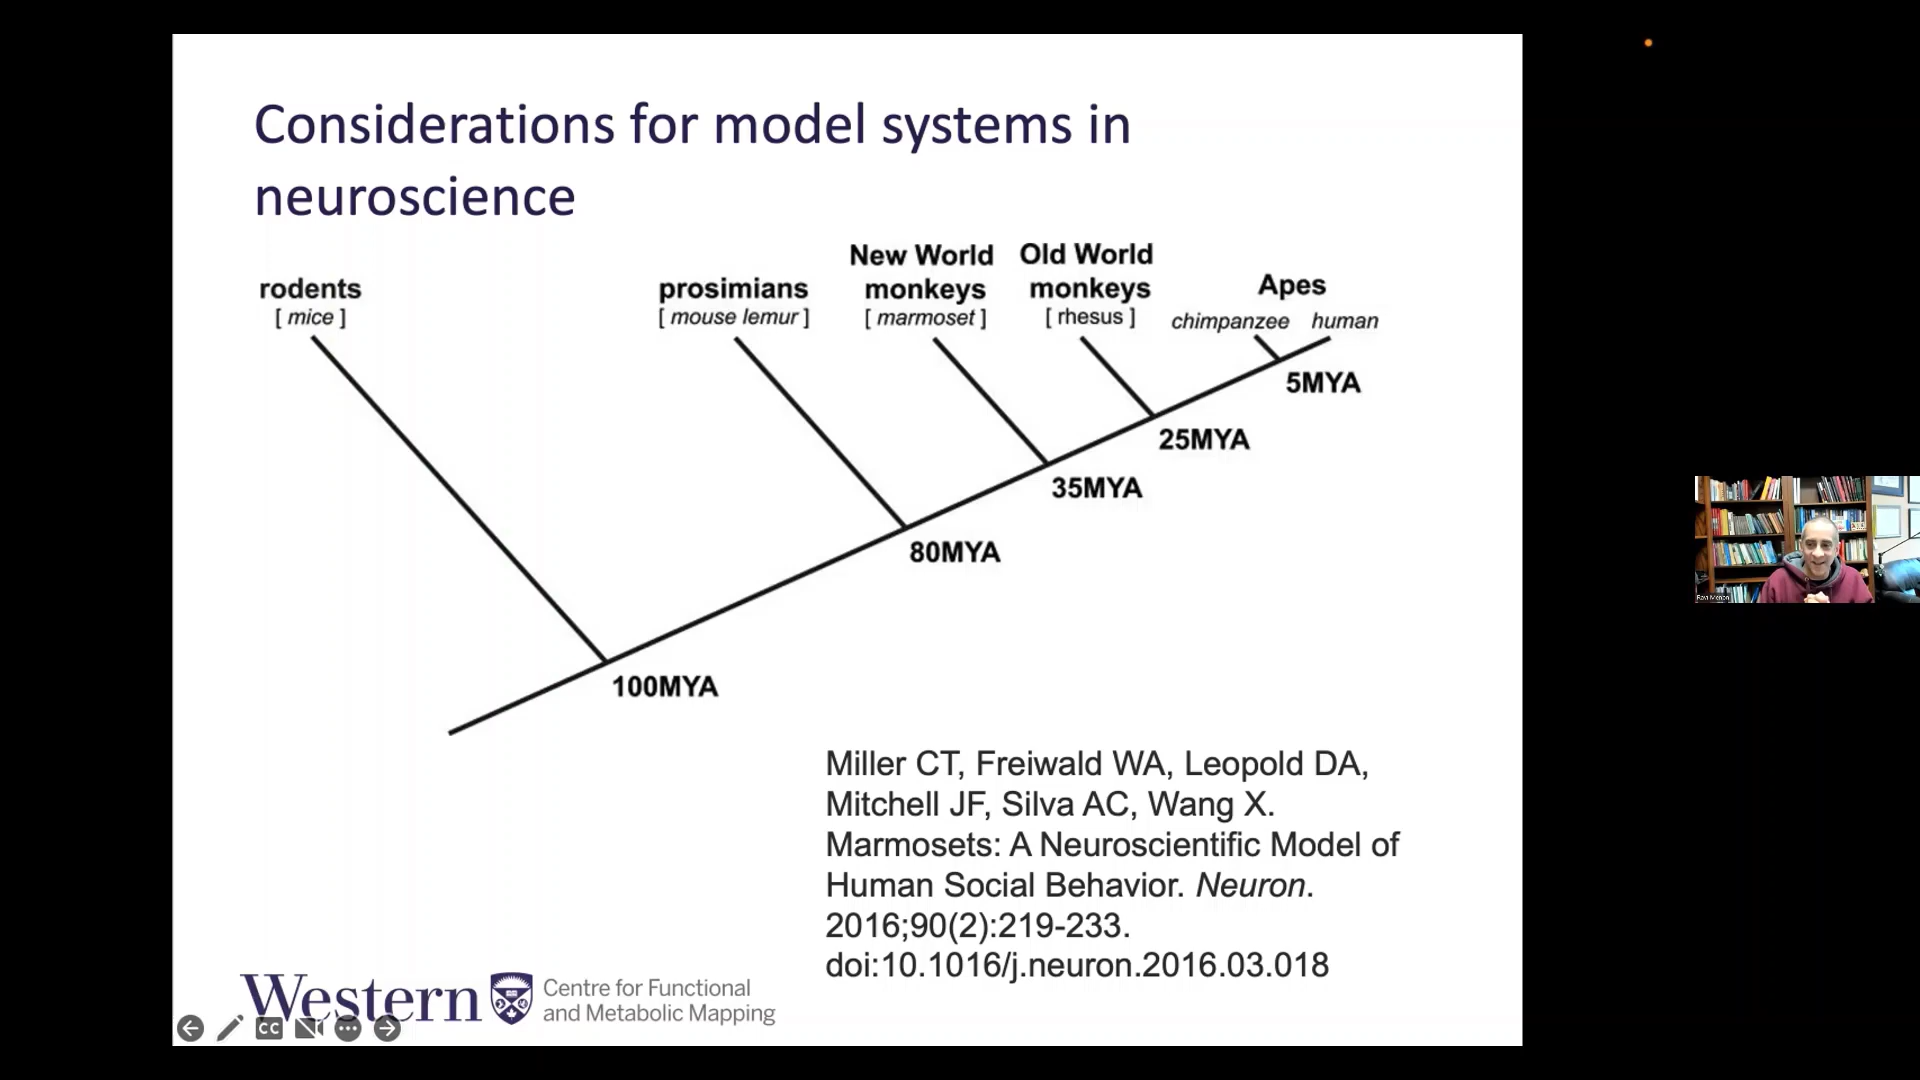 Considerations for model systems in
neuroscience
rodents
[ mice ]
prosimians
[ mouse lemur ]
New World
monkeys
[ marmoset ]
Old World
monkeys
[ rhesus ]
Apes
chimpanzee human
5MYA
25MYA
35MYA
80MYA
100MYA
Miller CT, Freiwald WA, Leopold DA,
Mitchell JF, Silva AC, Wang X.
Marmosets: A Neuroscientific Model of
Human Social Behavior. Neuron.
2016;90(2):219-233.
doi:10.1016/j.neuron.2016.03.018
Western
Centre for Functional
and Metabolic Mapping
CC
Ravi Menon